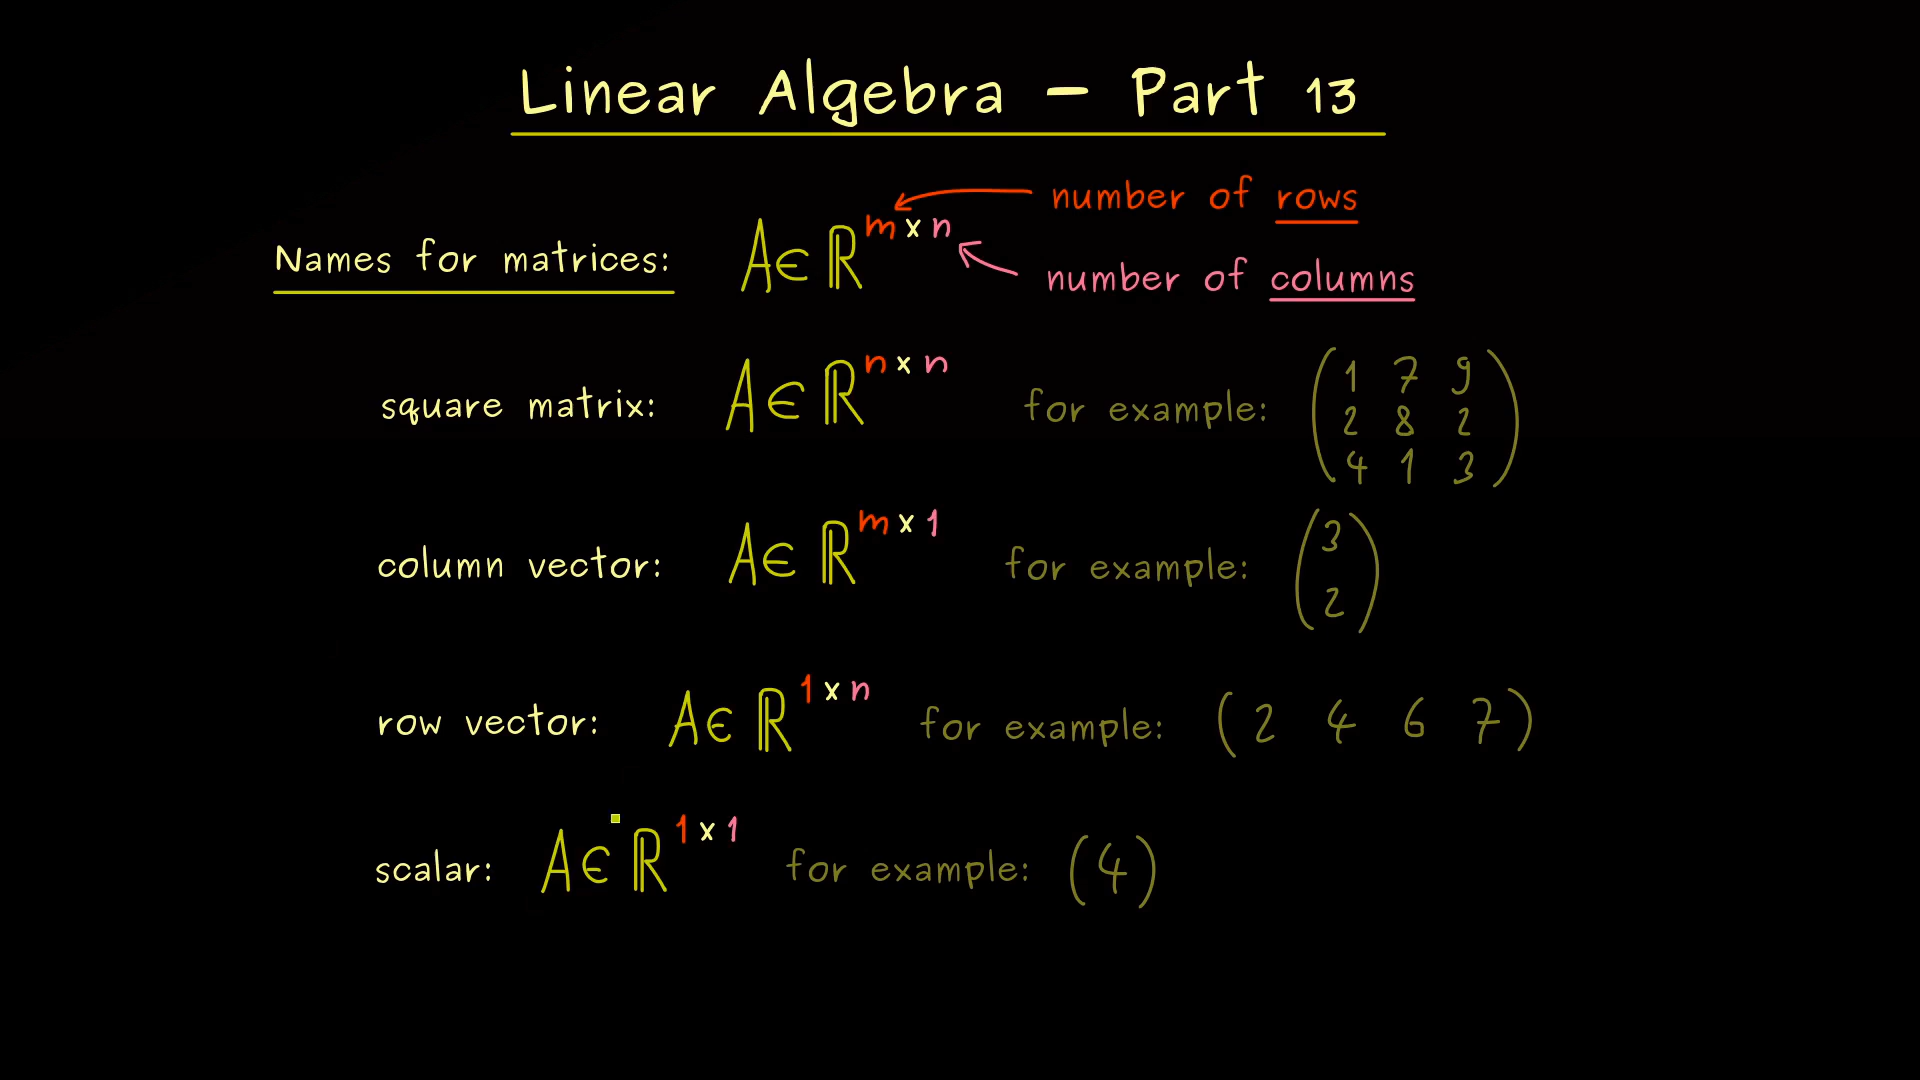 Linear Algebra – Part 13
number of rows
Names for matrices: A ∈ ℝ^{m×n}
number of columns
square matrix: A ∈ ℝ^{n×n} for example: ( 1 7 9
2 8 2
4 1 3 )
column vector: A ∈ ℝ^{m×1} for example: ( 3
2 )
row vector: A ∈ ℝ^{1×n} for example: ( 2 4 6 7 )
scalar: A ∈ ℝ^{1×1} for example: ( 4 )